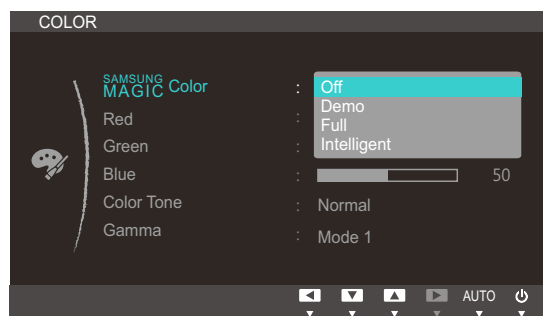 COLOR
SAMSUNG MAGIC Color : Off
Demo
Red :
Full
Green : Intelligent
Blue : 50
Color Tone : Normal
Gamma : Mode 1
AUTO